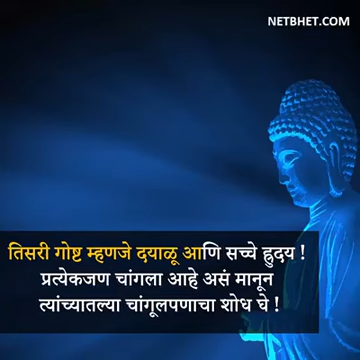 NETBHET.COM
तिसरी गोष्ट म्हणजे दयाळू आणि सच्चे ह्रुदय !
प्रत्येकजण चांगला आहे असं मानून
त्यांच्यातल्या चांगूलपणाचा शोध घे !